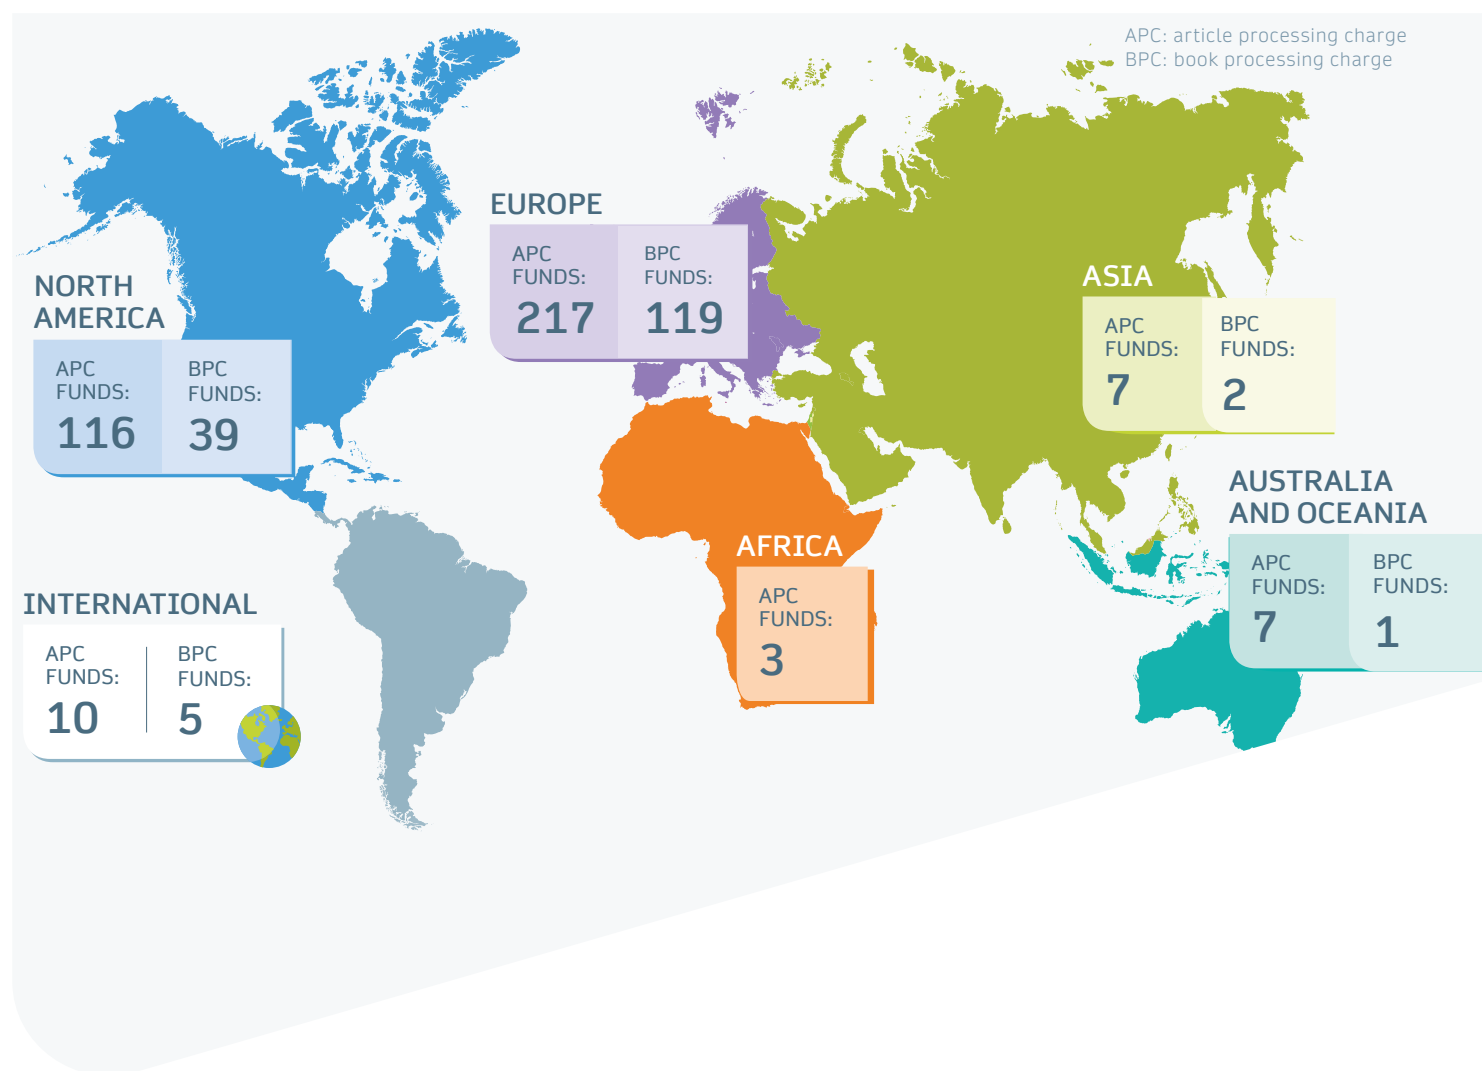 APC: article processing charge
BPC: book processing charge
EUROPE
APC
FUNDS:
217
BPC
FUNDS:
119
NORTH
AMERICA
APC
FUNDS:
116
BPC
FUNDS:
39
ASIA
APC
FUNDS:
7
BPC
FUNDS:
2
AUSTRALIA
AND OCEANIA
APC
FUNDS:
7
BPC
FUNDS:
1
AFRICA
APC
FUNDS:
3
INTERNATIONAL
APC
FUNDS:
10
BPC
FUNDS:
5